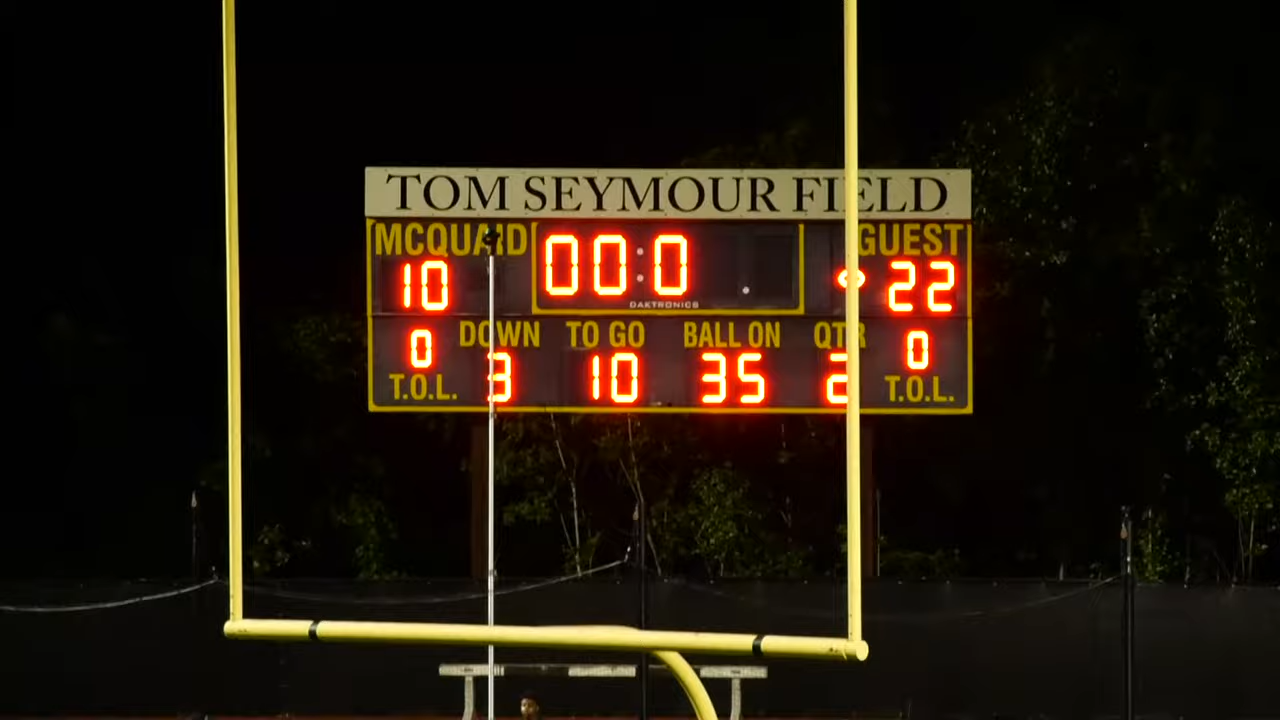 TOM SEYMOUR FIELD
MCQUAID 00:0 GUEST
10 22
DAKTRONICS
DOWN TO GO BALL ON QTR
0 3 10 35 2 0
T.O.L. T.O.L.